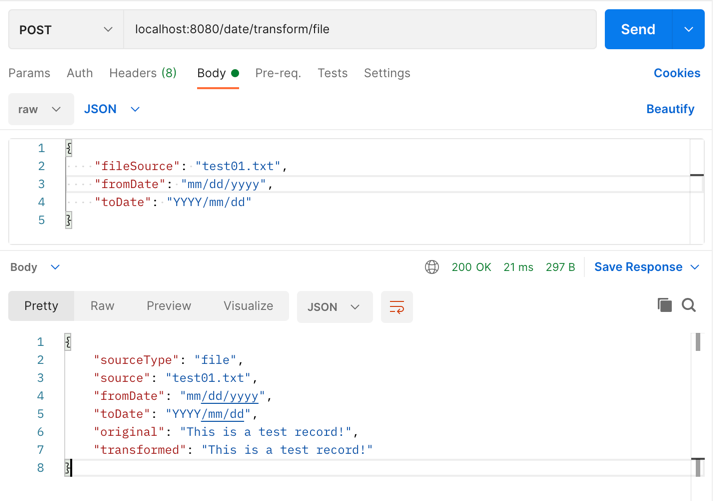 POST localhost:8080/date/transform/file Send
Params Auth Headers (8) Body Pre-req. Tests Settings Cookies
raw JSON Beautify
1 {
2 "fileSource": "test01.txt",
3 "fromDate": "mm/dd/yyyy",
4 "toDate": "YYYY/mm/dd"
5 }
Body 200 OK 21 ms 297 B Save Response
Pretty Raw Preview Visualize JSON
1 {
2 "sourceType": "file",
3 "source": "test01.txt",
4 "fromDate": "mm/dd/yyyy",
5 "toDate": "YYYY/mm/dd",
6 "original": "This is a test record!",
7 "transformed": "This is a test record!"
8 }